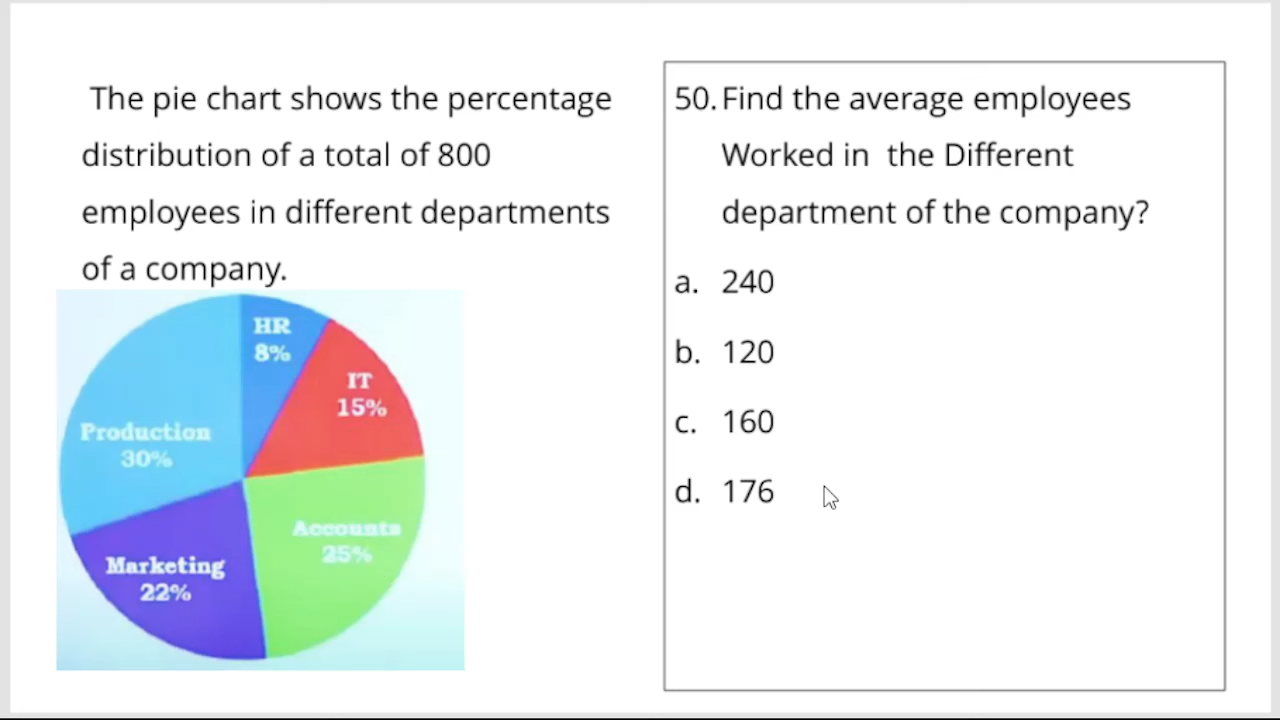 The pie chart shows the percentage
distribution of a total of 800
employees in different departments
of a company.
HR
8%
IT
15%
Production
30%
Accounts
25%
Marketing
22%
50. Find the average employees
Worked in the Different
department of the company?
a. 240
b. 120
c. 160
d. 176